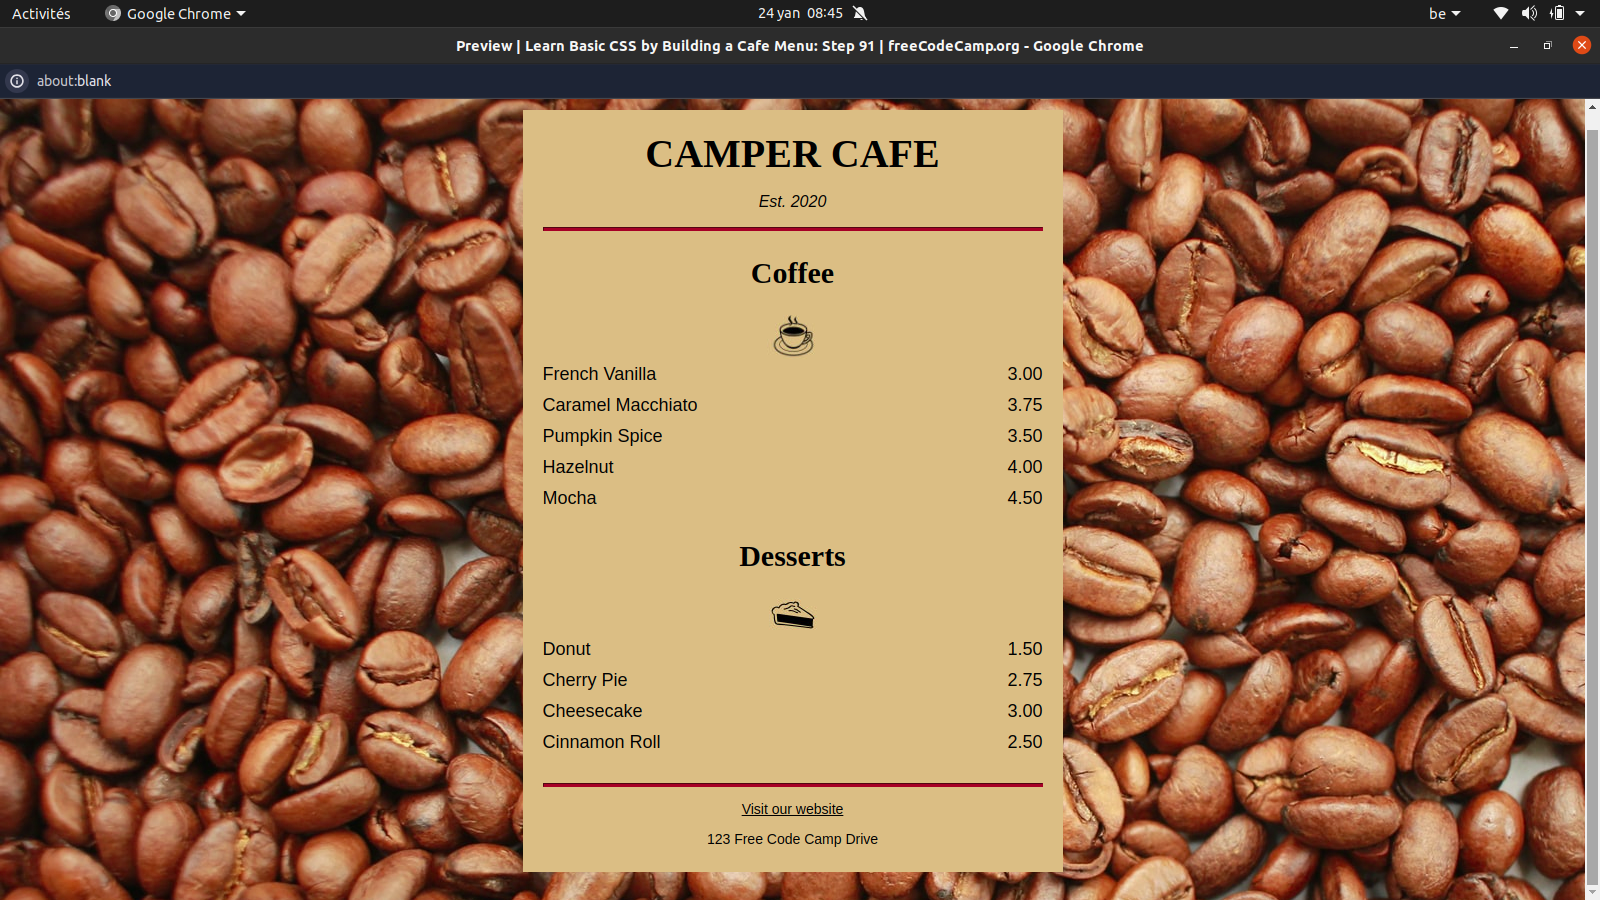 Activités Google Chrome 24 yan 08:45 be
Preview | Learn Basic CSS by Building a Cafe Menu: Step 91 | freeCodeCamp.org - Google Chrome
about:blank
CAMPER CAFE
Est. 2020
Coffee
French Vanilla 3.00
Caramel Macchiato 3.75
Pumpkin Spice 3.50
Hazelnut 4.00
Mocha 4.50
Desserts
Donut 1.50
Cherry Pie 2.75
Cheesecake 3.00
Cinnamon Roll 2.50
Visit our website
123 Free Code Camp Drive